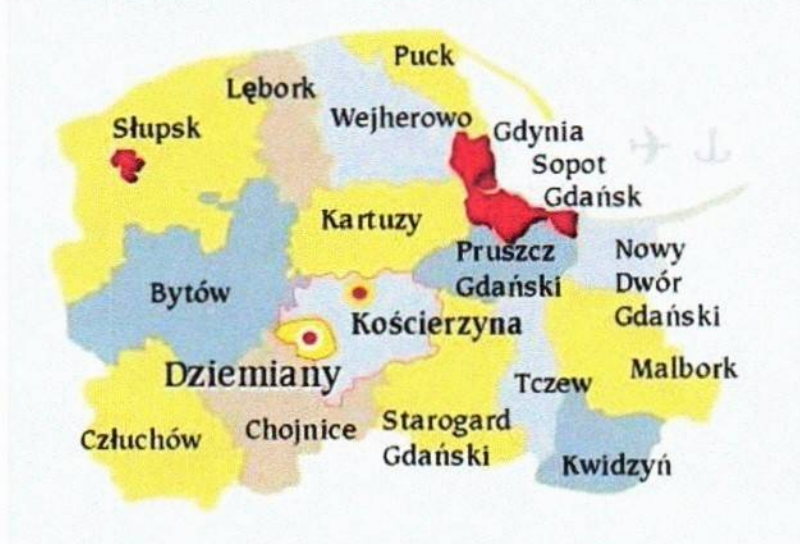 Puck
Lębork
Wejherowo
Słupsk
Gdynia
Sopot
Gdańsk
Kartuzy
Pruszcz
Gdański
Nowy
Dwór
Gdański
Bytów
Kościerzyna
Dziemiany
Tczew
Malbork
Człuchów
Chojnice
Starogard
Gdański
Kwidzyń